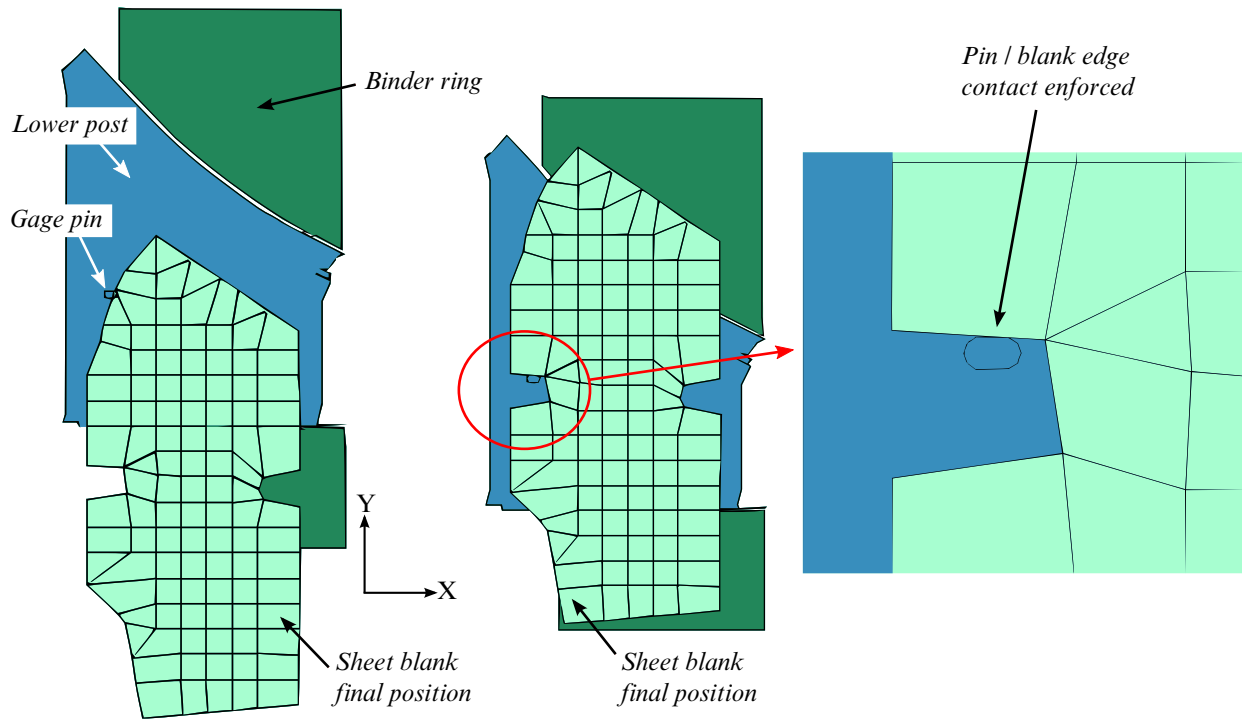 Binder ring
Lower post
Gage pin
Y
X
Sheet blank
final position
Pin / blank edge
contact enforced
Sheet blank
final position